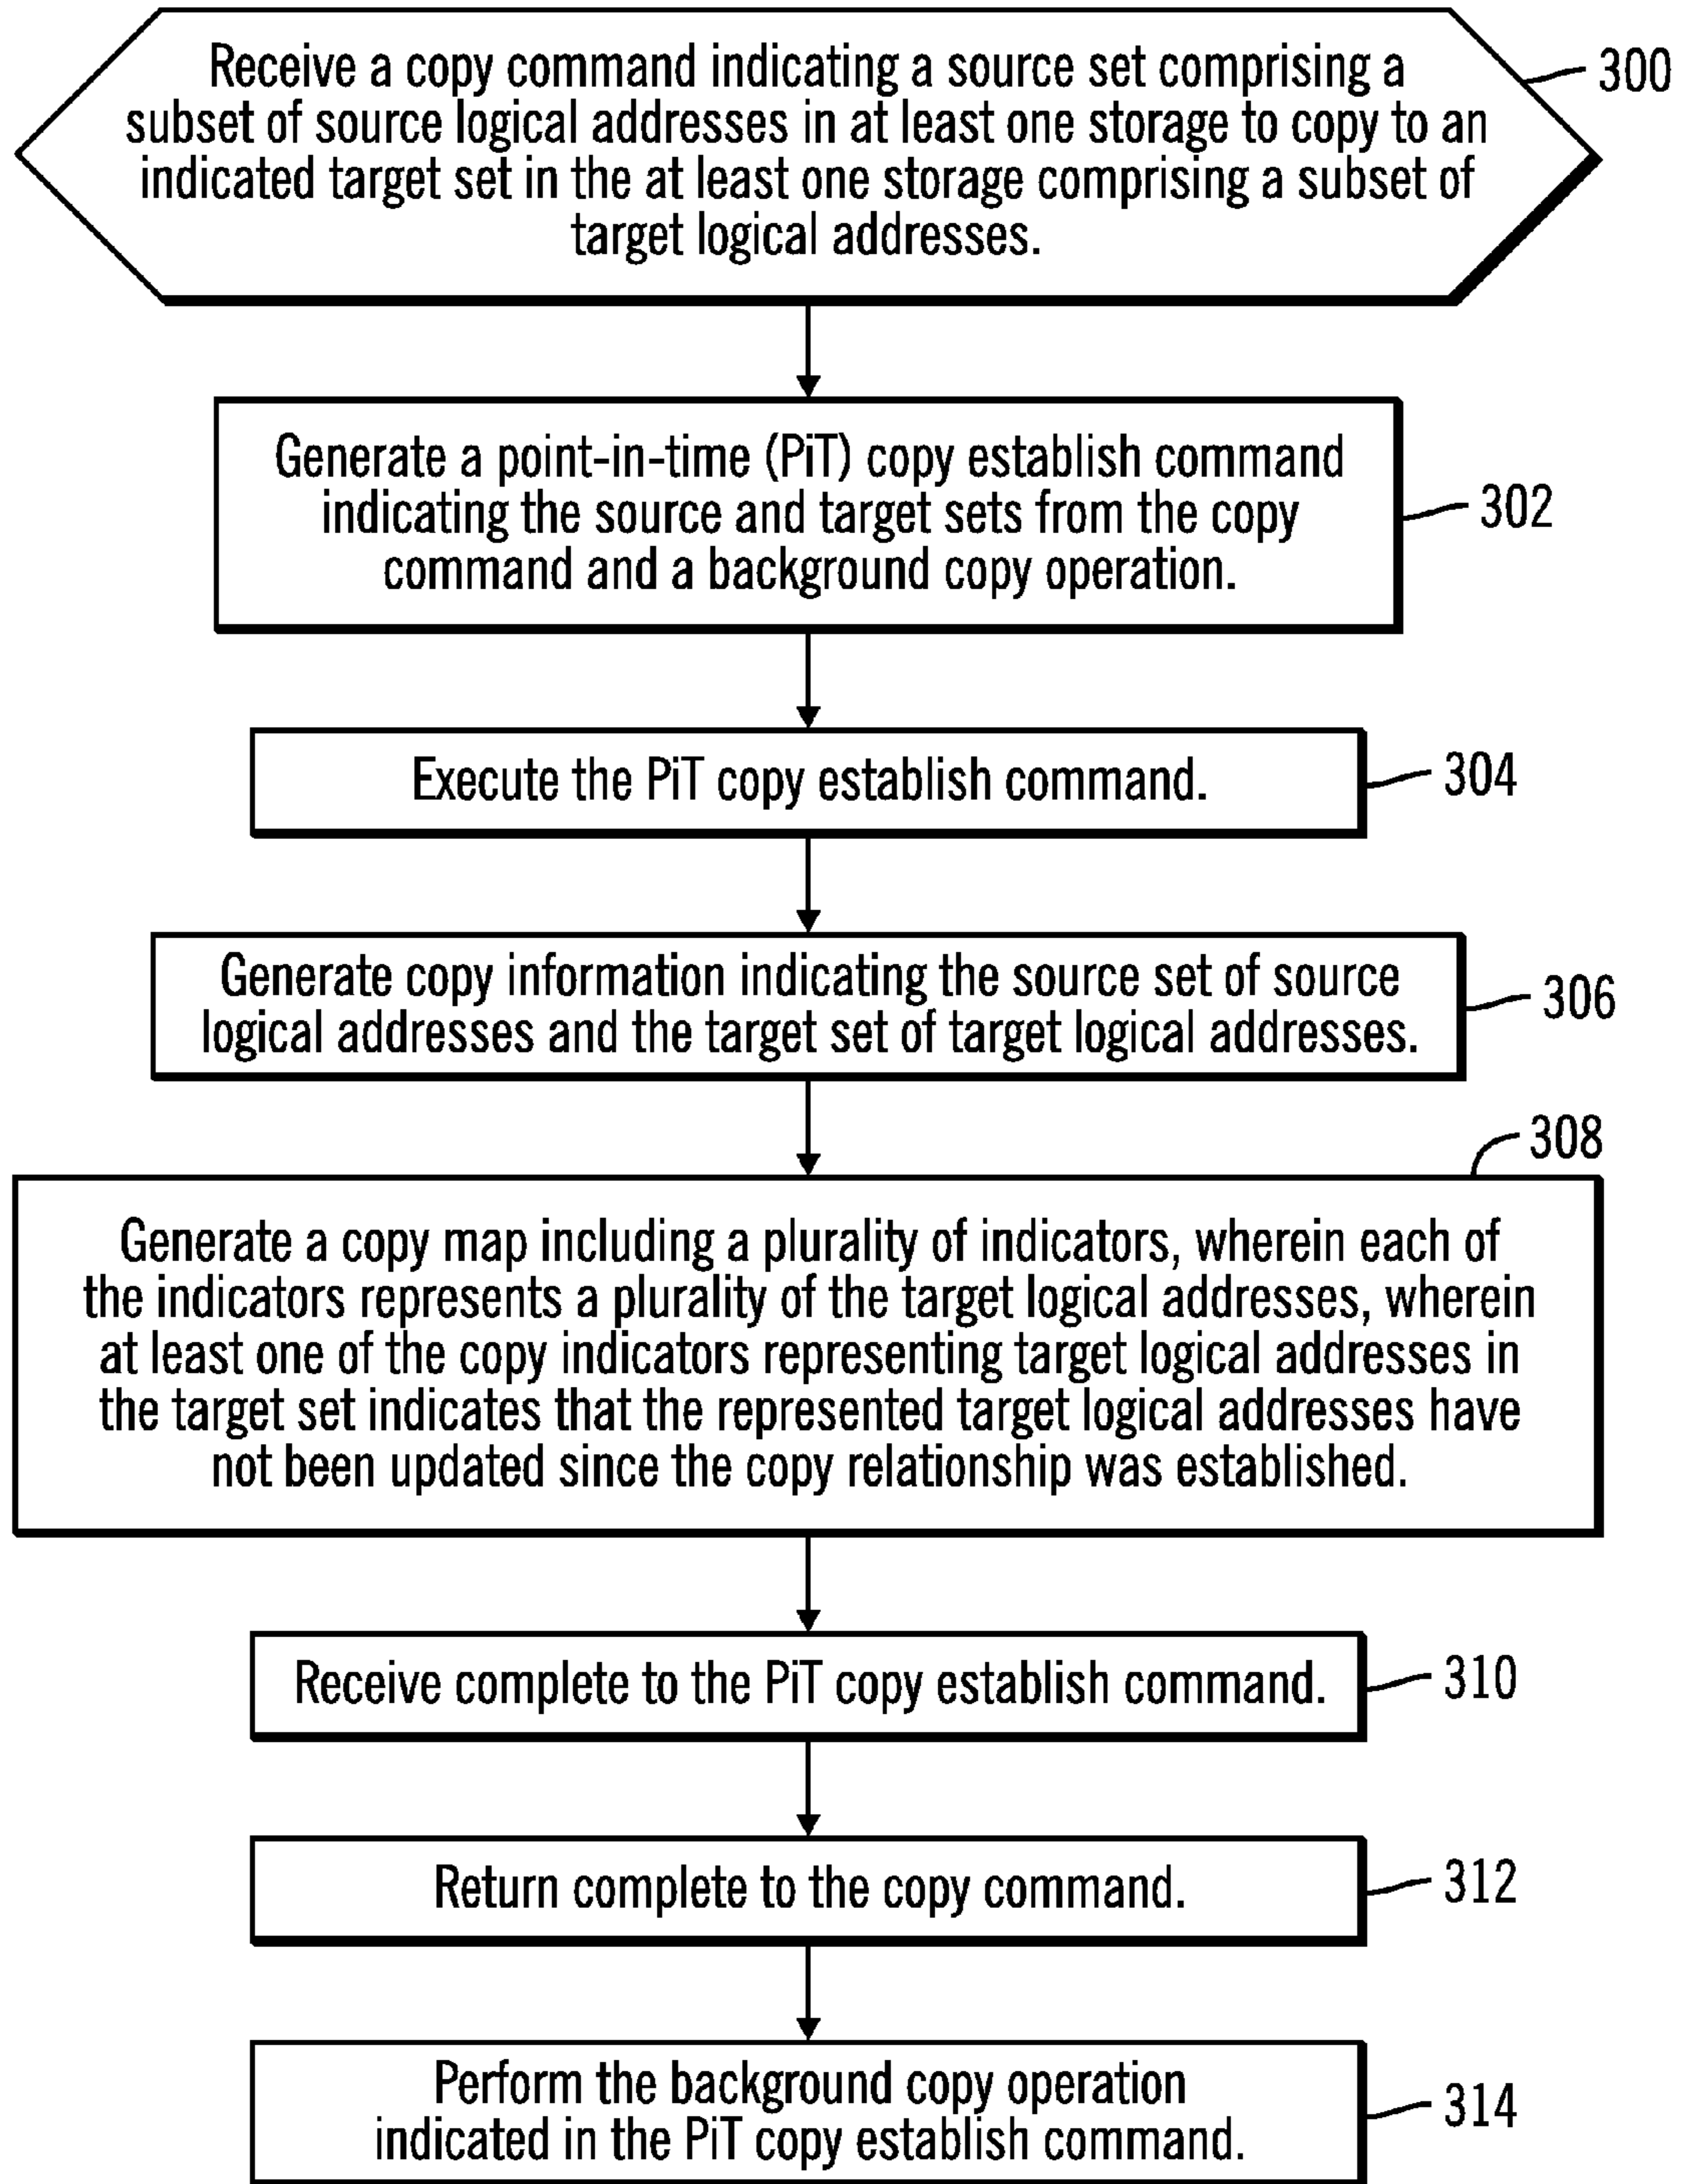 Receive a copy command indicating a source set comprising a
subset of source logical addresses in at least one storage to copy to an
indicated target set in the at least one storage comprising a subset of
target logical addresses.
300
Generate a point-in-time (PiT) copy establish command
indicating the source and target sets from the copy
command and a background copy operation.
302
Execute the PiT copy establish command.
304
Generate copy information indicating the source set of source
logical addresses and the target set of target logical addresses.
306
308
Generate a copy map including a plurality of indicators, wherein each of
the indicators represents a plurality of the target logical addresses, wherein
at least one of the copy indicators representing target logical addresses in
the target set indicates that the represented target logical addresses have
not been updated since the copy relationship was established.
Receive complete to the PiT copy establish command.
310
Return complete to the copy command.
312
Perform the background copy operation
indicated in the PiT copy establish command.
314